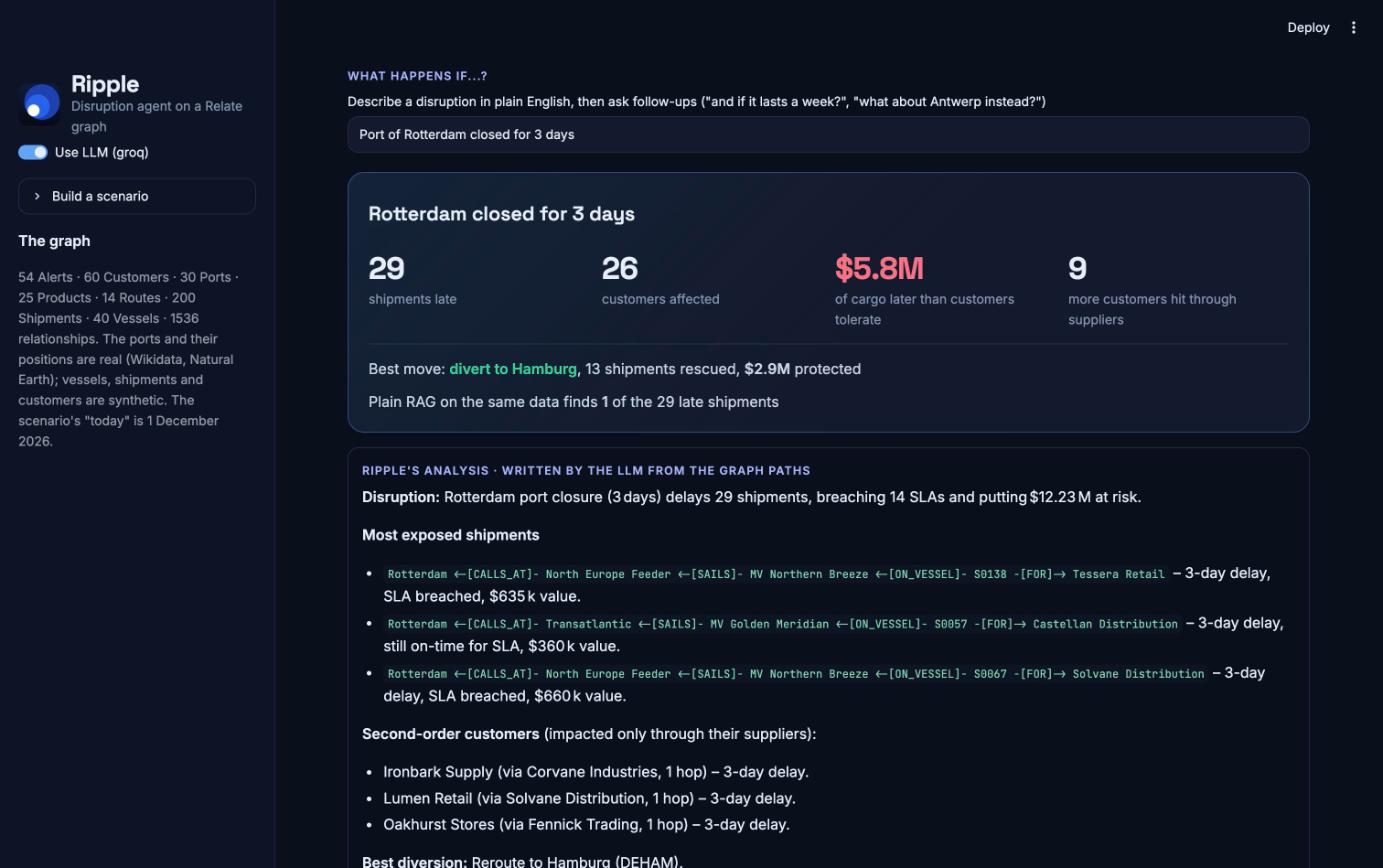 Deploy
Ripple
Disruption agent on a Relate
graph
Use LLM (groq)
Build a scenario
The graph
54 Alerts · 60 Customers · 30 Ports ·
25 Products · 14 Routes · 200
Shipments · 40 Vessels · 1536
relationships. The ports and their
positions are real (Wikidata, Natural
Earth); vessels, shipments and
customers are synthetic. The
scenario's "today" is 1 December
2026.
WHAT HAPPENS IF...?
Describe a disruption in plain English, then ask follow-ups ("and if it lasts a week?", "what about Antwerp instead?")
Port of Rotterdam closed for 3 days
Rotterdam closed for 3 days
29
shipments late
26
customers affected
$5.8M
of cargo later than customers
tolerate
9
more customers hit through
suppliers
Best move: divert to Hamburg, 13 shipments rescued, $2.9M protected
Plain RAG on the same data finds 1 of the 29 late shipments
RIPPLE'S ANALYSIS · WRITTEN BY THE LLM FROM THE GRAPH PATHS
Disruption: Rotterdam port closure (3 days) delays 29 shipments, breaching 14 SLAs and putting $12.23 M at risk.
Most exposed shipments
• Rotterdam <-[CALLS_AT]- North Europe Feeder <-[SAILS]- MV Northern Breeze <-[ON_VESSEL]- S0138 -[FOR]-> Tessera Retail – 3-day delay,
SLA breached, $635 k value.
• Rotterdam <-[CALLS_AT]- Transatlantic <-[SAILS]- MV Golden Meridian <-[ON_VESSEL]- S0057 -[FOR]-> Castellan Distribution – 3-day delay,
still on-time for SLA, $360 k value.
• Rotterdam <-[CALLS_AT]- North Europe Feeder <-[SAILS]- MV Northern Breeze <-[ON_VESSEL]- S0067 -[FOR]-> Solvane Distribution – 3-day
delay, SLA breached, $660 k value.
Second-order customers (impacted only through their suppliers):
• Ironbark Supply (via Corvane Industries, 1 hop) – 3-day delay.
• Lumen Retail (via Solvane Distribution, 1 hop) – 3-day delay.
• Oakhurst Stores (via Fennick Trading, 1 hop) – 3-day delay.
Best diversion: Reroute to Hamburg (DEHAM).